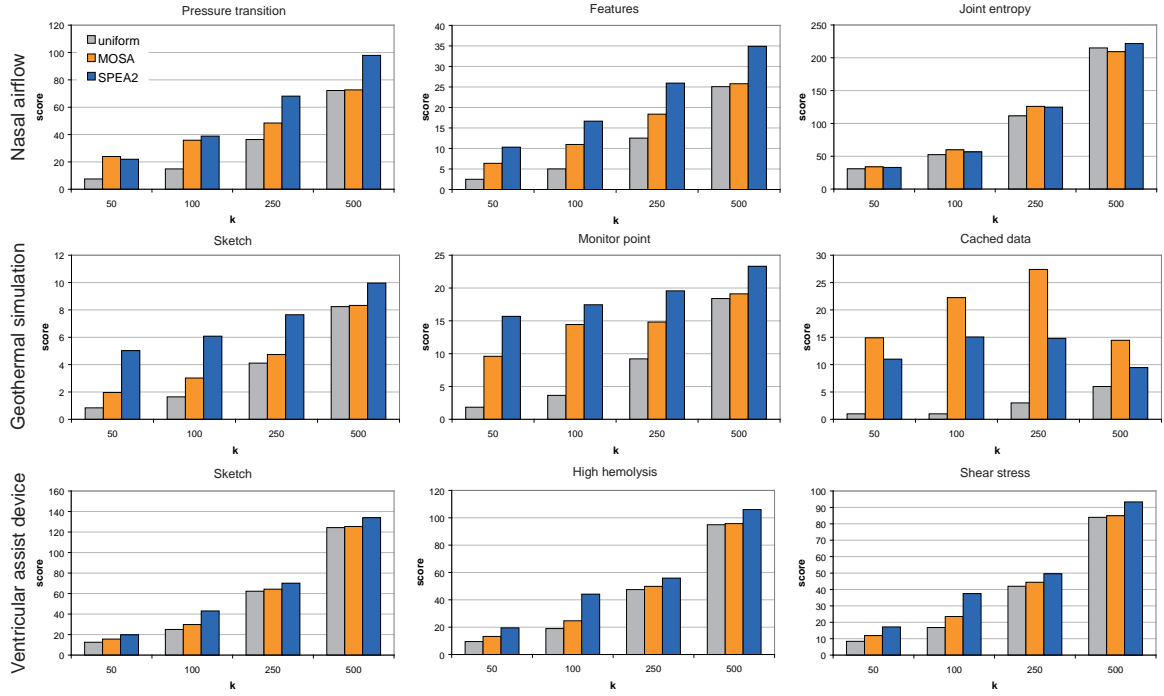 Pressure transition
Features
Joint entropy
Nasal airflow
score
120
100
80
60
40
20
0
uniform
MOSA
SPEA2
50 100 250 500
k
score
40
35
30
25
20
15
10
5
0
50 100 250 500
k
score
250
200
150
100
50
0
50 100 250 500
k
Sketch
Monitor point
Cached data
Geothermal simulation
score
12
10
8
6
4
2
0
50 100 250 500
k
score
25
20
15
10
5
0
50 100 250 500
k
score
30
25
20
15
10
5
0
50 100 250 500
k
Sketch
High hemolysis
Shear stress
Ventricular assist device
score
160
140
120
100
80
60
40
20
0
50 100 250 500
k
score
120
100
80
60
40
20
0
50 100 250 500
k
score
100
90
80
70
60
50
40
30
20
10
0
50 100 250 500
k